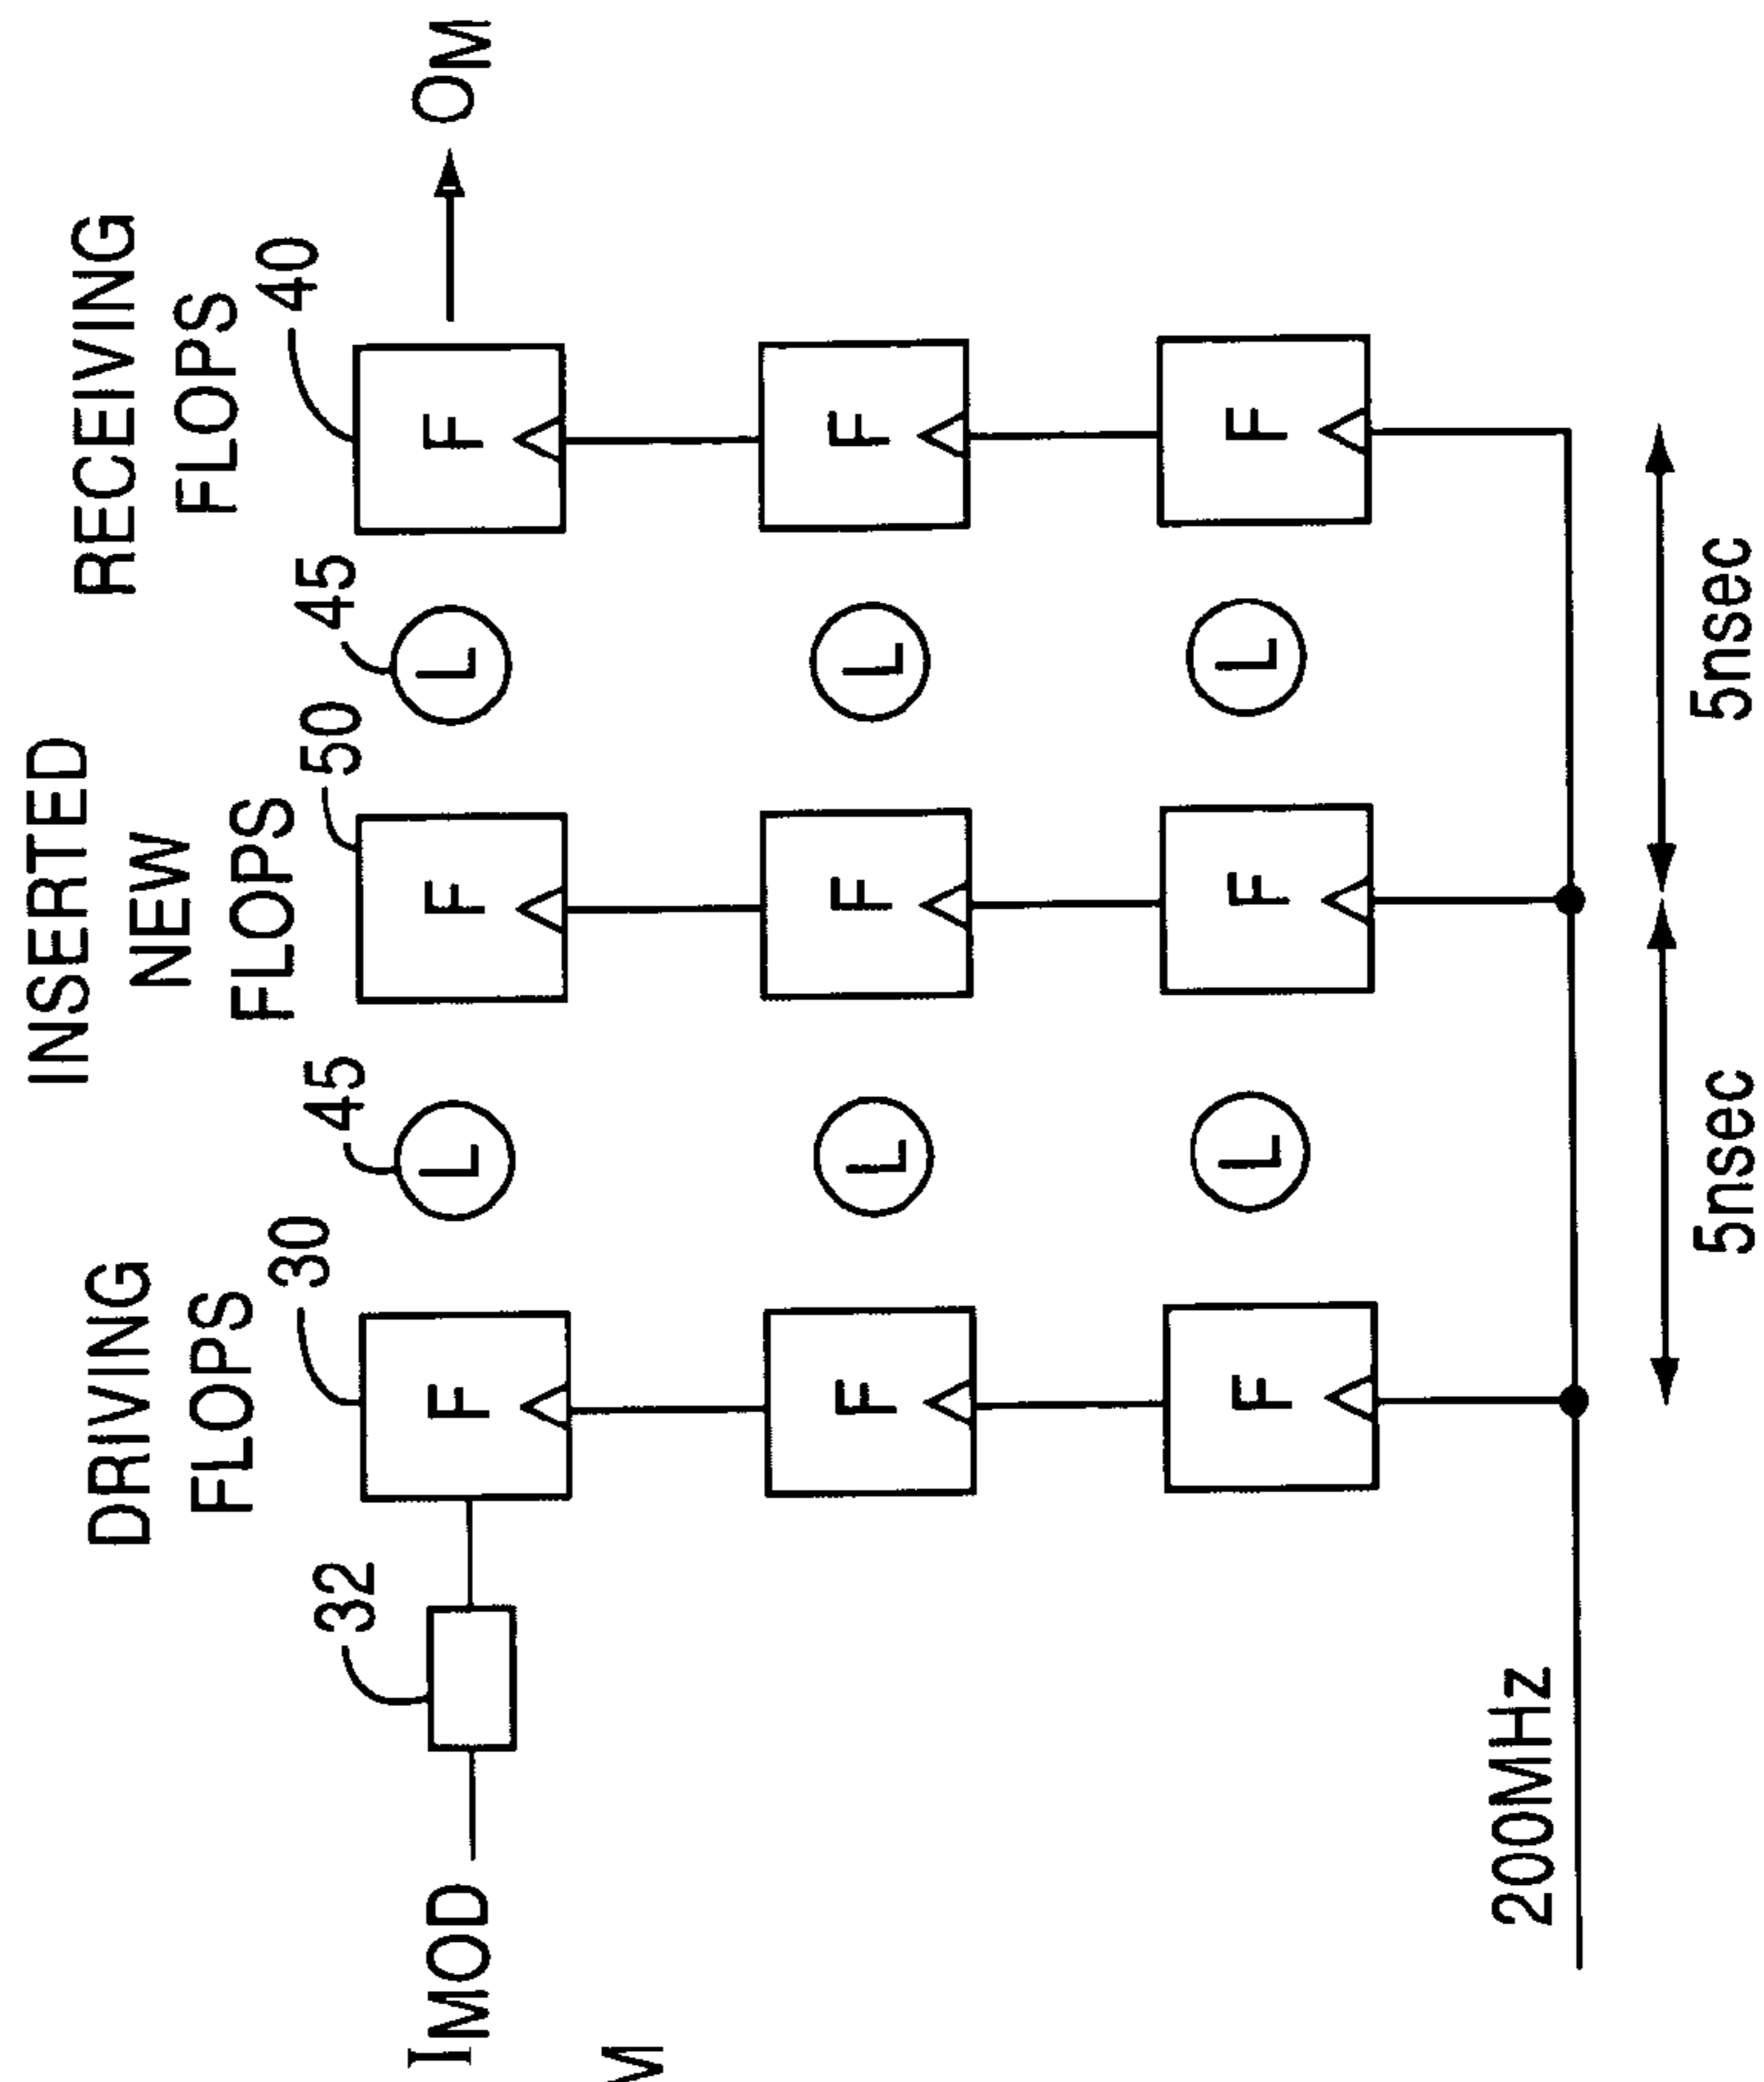 DRIVING
FLOPS
30
INSERTED
NEW
FLOPS
50
RECEIVING
FLOPS
40
32
45
45
IMOD
F
L
F
L
F
OM
M
F
L
F
L
F
F
L
F
L
F
200MHz
5nsec
5nsec